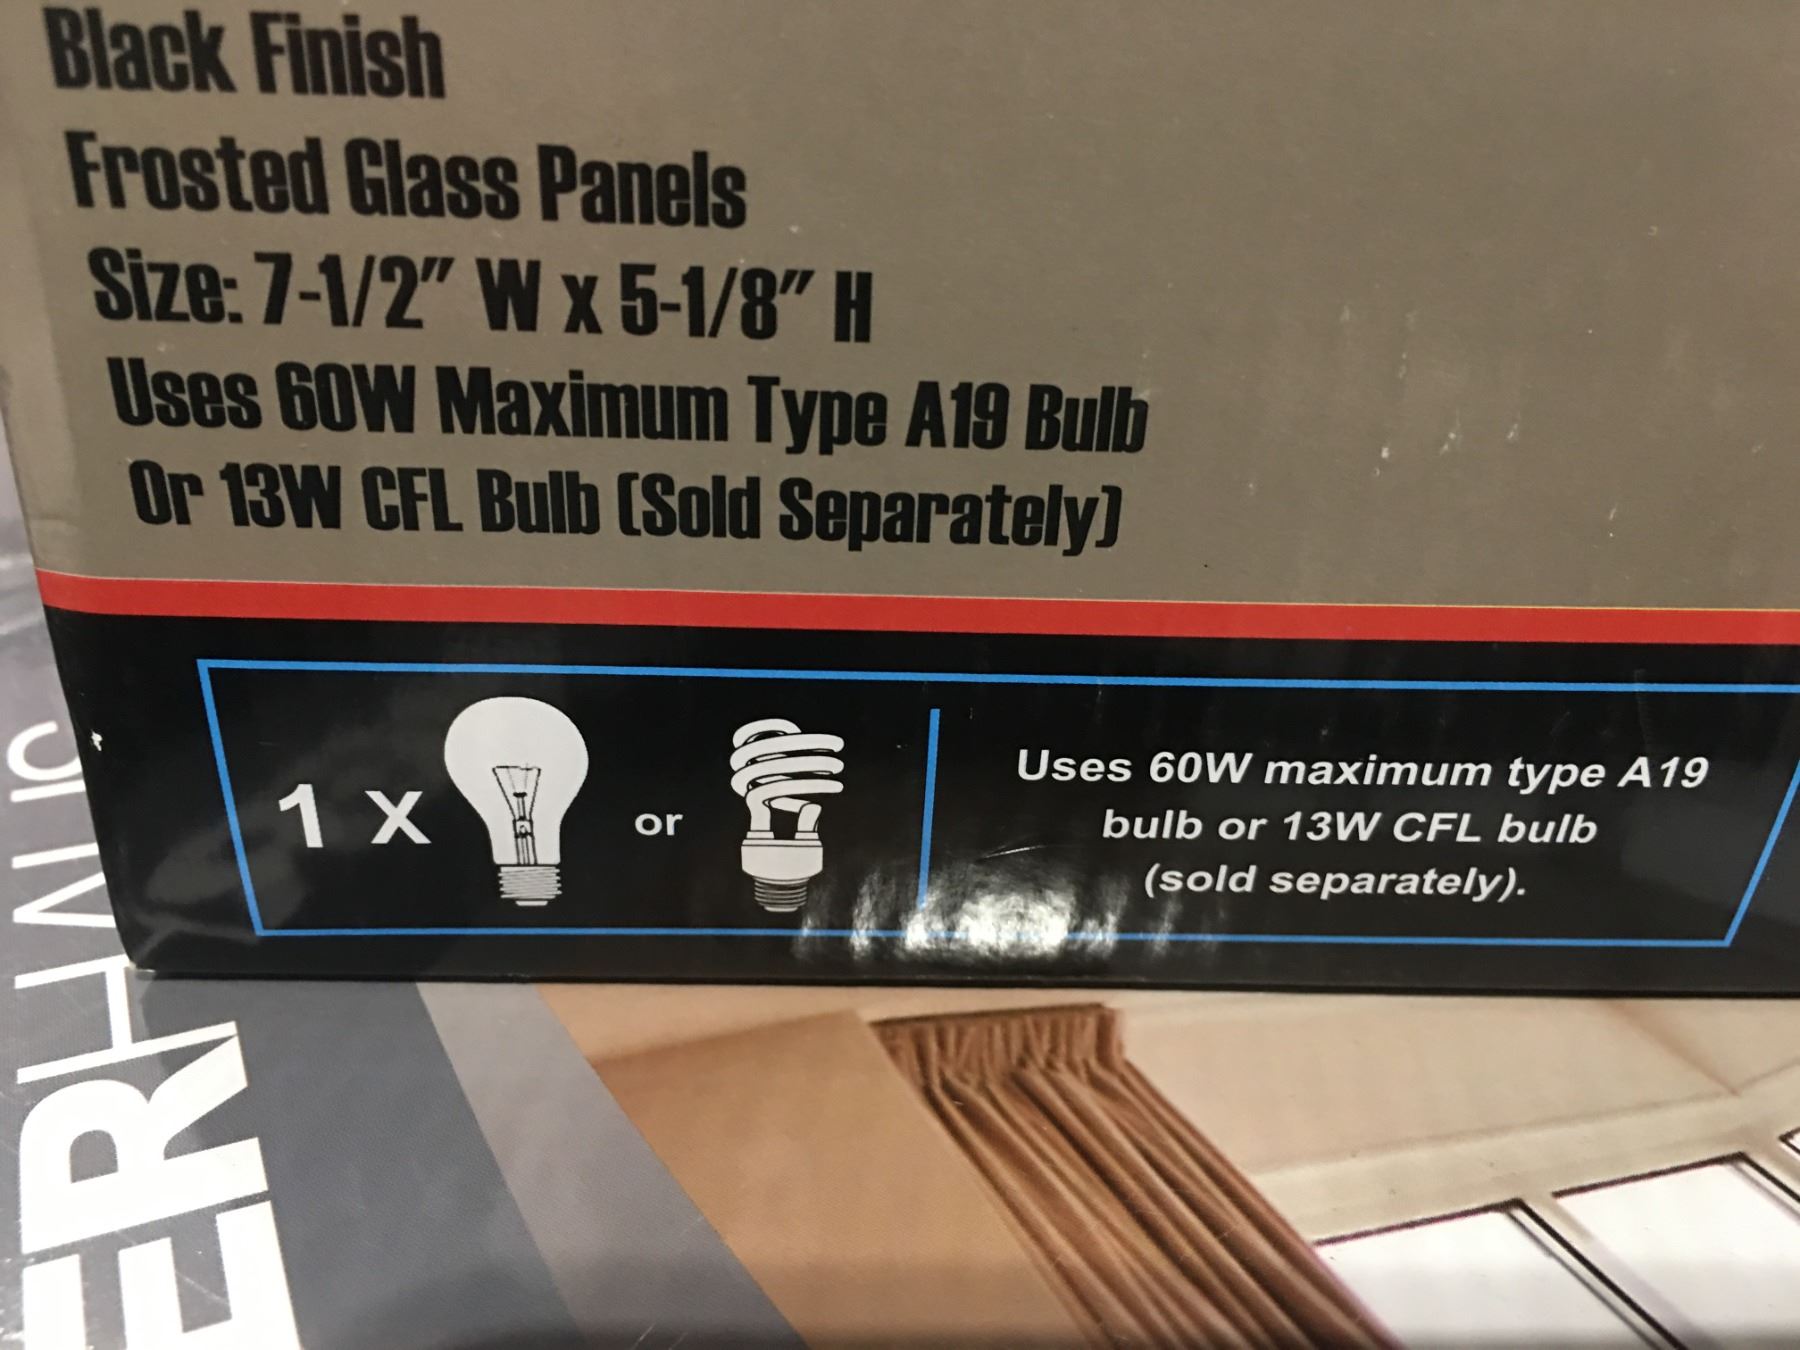 Black Finish
Frosted Glass Panels
Size: 7-1/2" W x 5-1/8" H
Uses 60W Maximum Type A19 Bulb
Or 13W CFL Bulb (Sold Separately)
1 x or
Uses 60W maximum type A19
bulb or 13W CFL bulb
(sold separately).